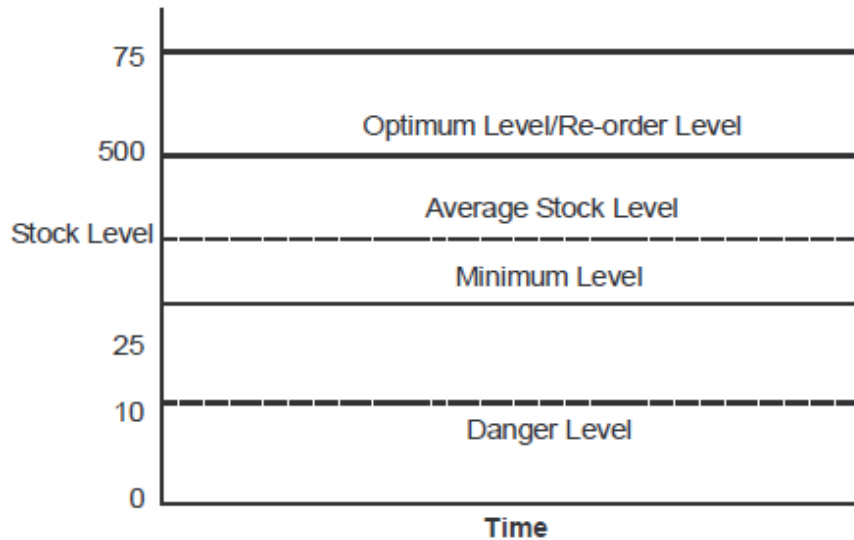 75
Optimum Level/Re-order Level
500
Average Stock Level
Stock Level
Minimum Level
25
10
Danger Level
0
Time